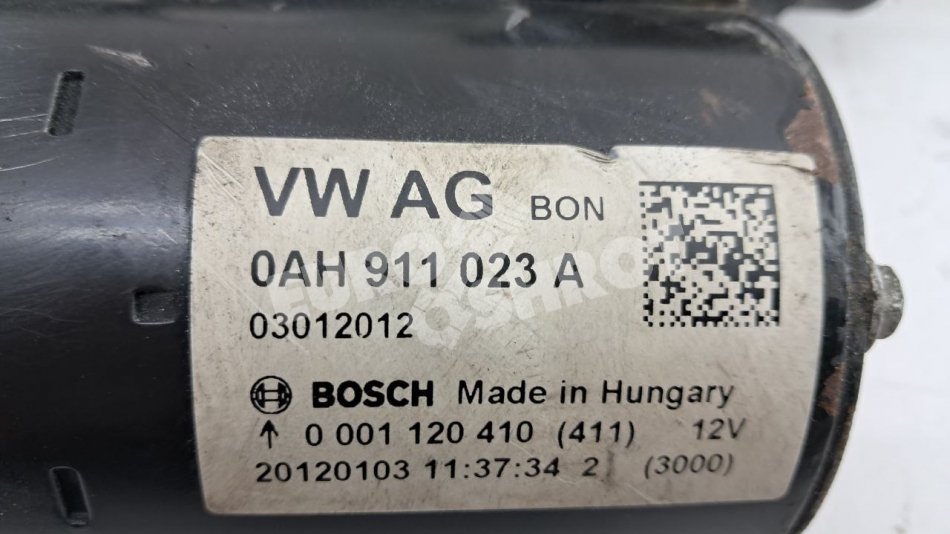 VW AG BON
0AH 911 023 A
03012012
BOSCH Made in Hungary
↑ 0 001 120 410 (411) 12V
20120103 11:37:34 2 (3000)